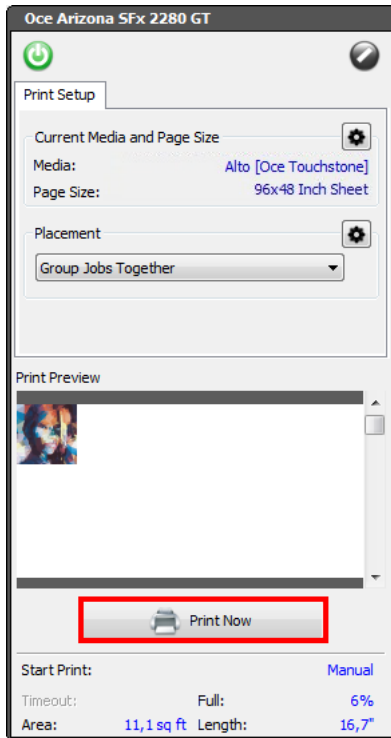 Oce Arizona SFx 2280 GT
Print Setup
Current Media and Page Size
Media: Alto [Oce Touchstone]
Page Size: 96x48 Inch Sheet
Placement
Group Jobs Together
Print Preview
Print Now
Start Print: Manual
Timeout: Full: 6%
Area: 11,1 sq ft Length: 16,7"